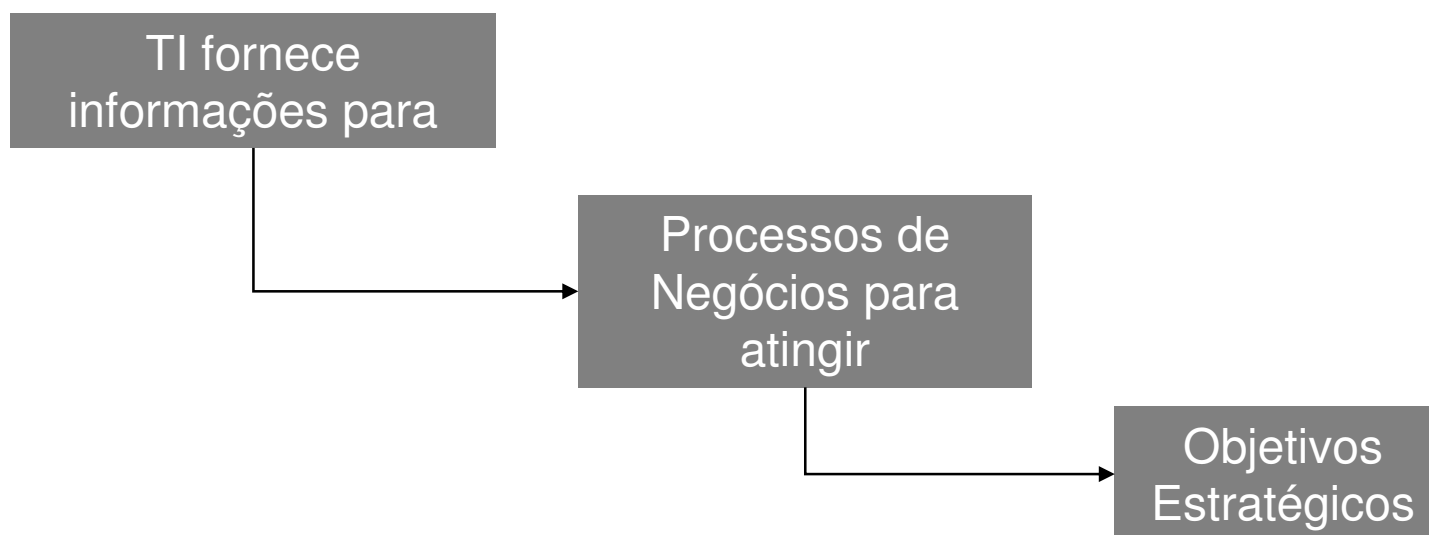 TI fornece
informações para
Processos de
Negócios para
atingir
Objetivos
Estratégicos